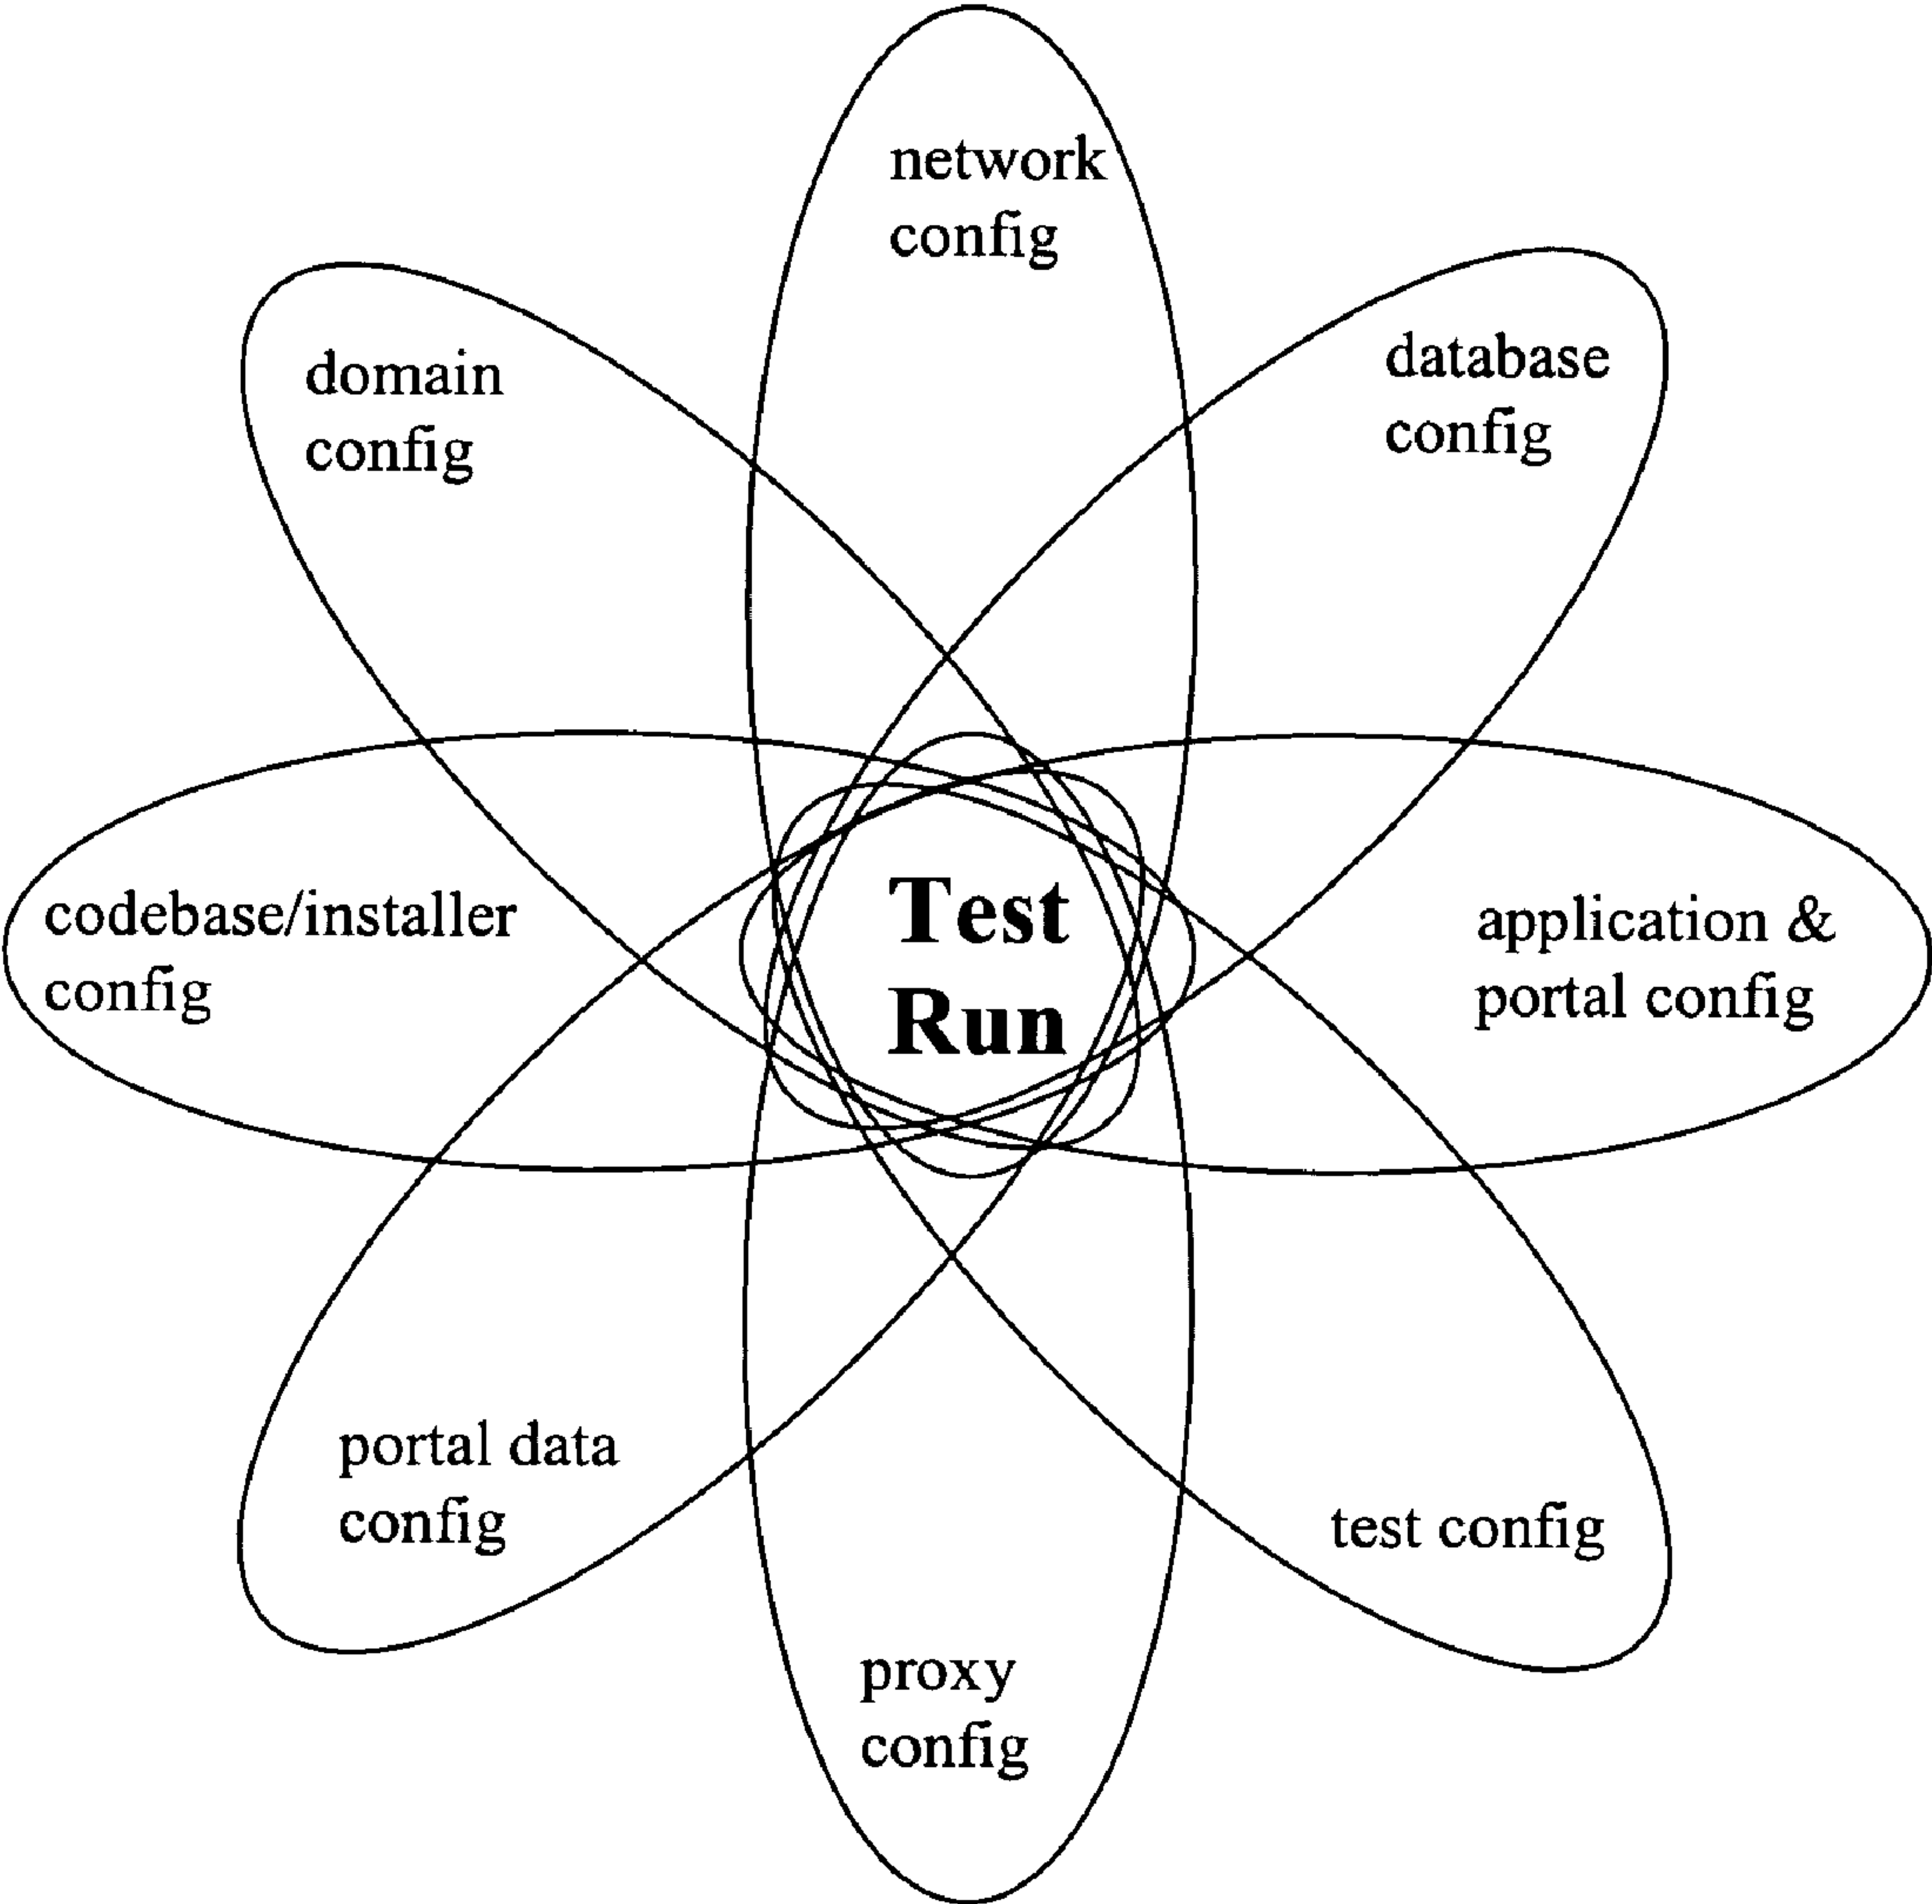 network
config
database
config
domain
config
codebase/installer
config
Test
Run
application &
portal config
portal data
config
test config
proxy
config